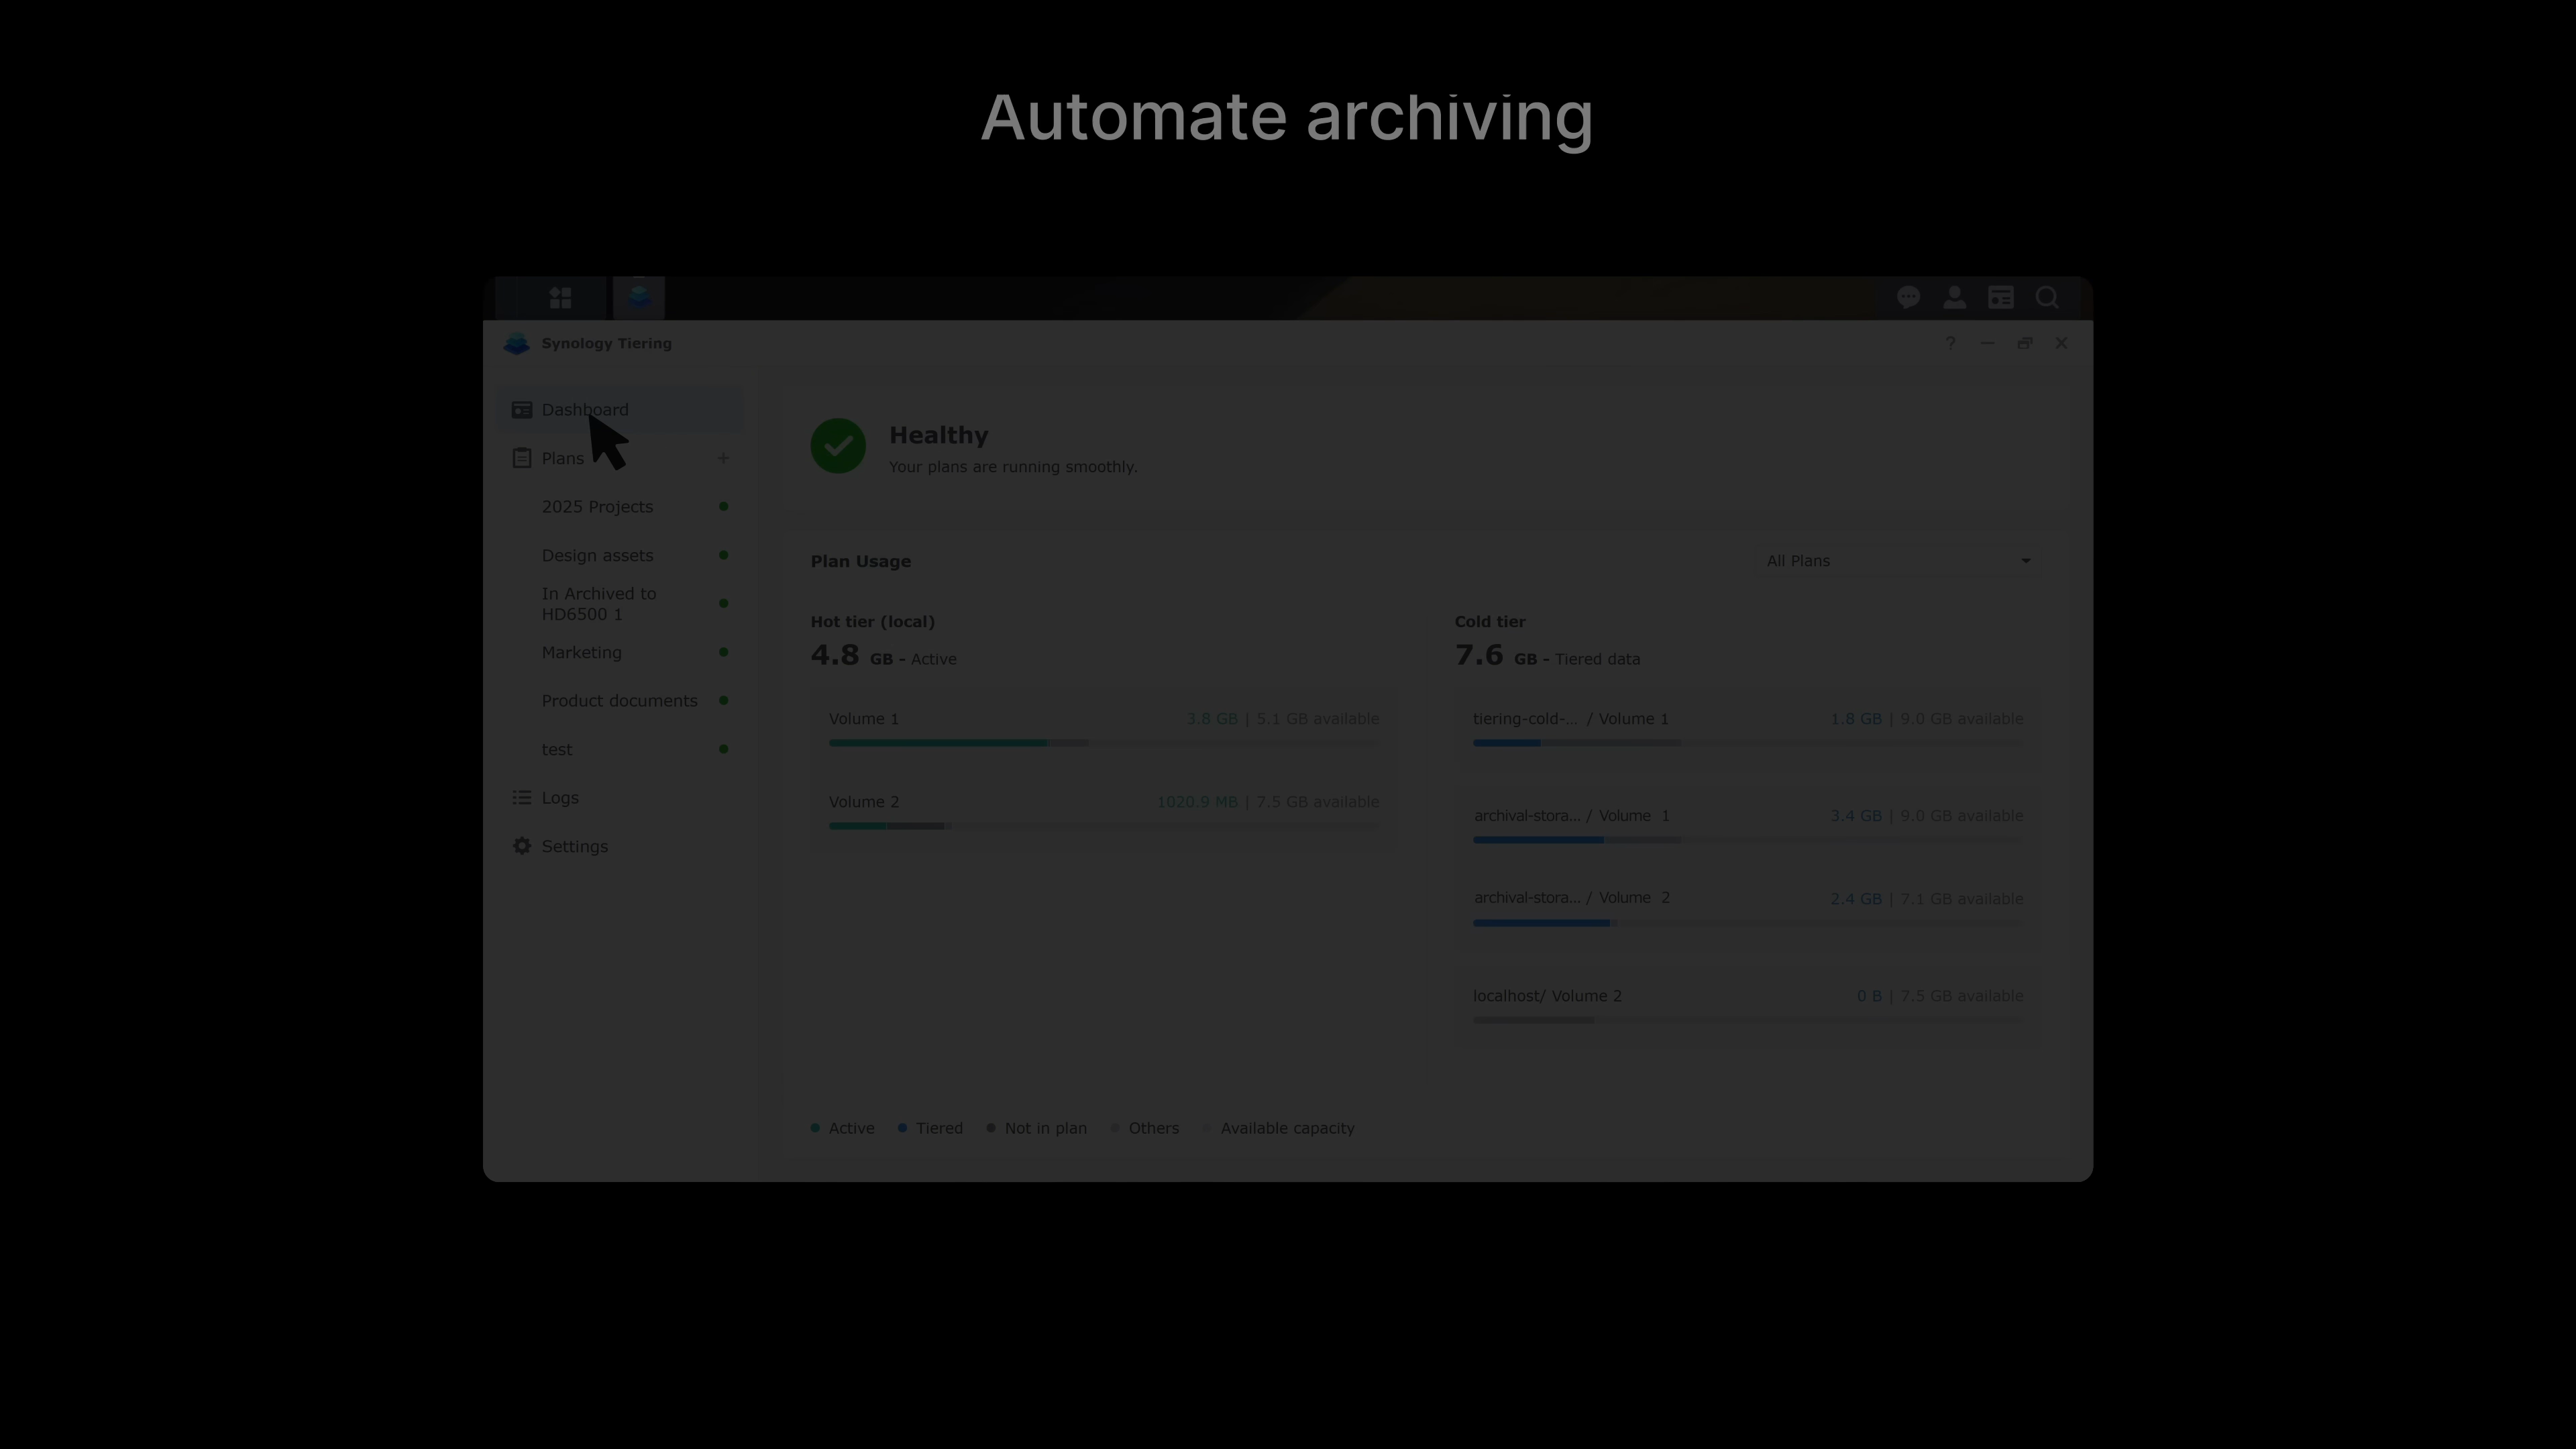 Automate archiving
Synology Tiering
?
Dashboard
Plans
+
2025 Projects
Design assets
In Archived to
HD6500 1
Marketing
Product documents
test
Logs
Settings
Healthy
Your plans are running smoothly.
Plan Usage
All Plans
Hot tier (local)
4.8 GB - Active
Volume 1
3.8 GB | 5.1 GB available
Volume 2
1020.9 MB | 7.5 GB available
Cold tier
7.6 GB - Tiered data
tiering-cold-... / Volume 1
1.8 GB | 9.0 GB available
archival-stora... / Volume 1
3.4 GB | 9.0 GB available
archival-stora... / Volume 2
2.4 GB | 7.1 GB available
localhost/ Volume 2
0 B | 7.5 GB available
Active
Tiered
Not in plan
Others
Available capacity